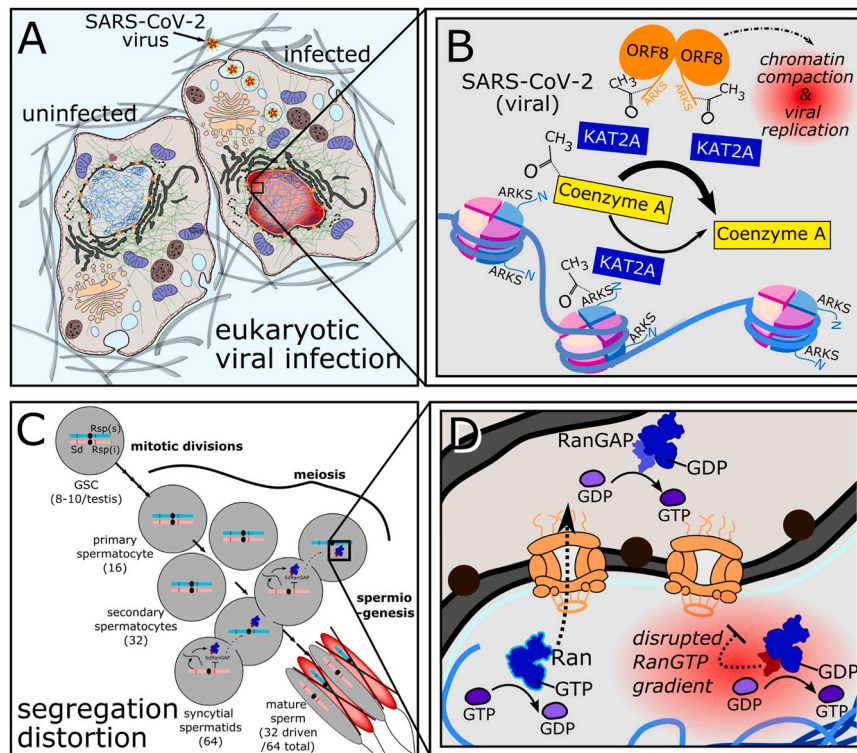 A
SARS-CoV-2
virus
infected
uninfected
eukaryotic
viral infection
B
ORF8
ORF8
SARS-CoV-2
(viral)
CH3
ARKS
ARKS
CH3
O
O
chromatin
compaction
&
viral
replication
KAT2A
KAT2A
CH3
O
ARKS
N
Coenzyme A
Coenzyme A
ARKS
N
CH3
KAT2A
O
ARKS
N
ARKS
N
ARKS
N
ARKS
N
C
Rsp(s)
Sd
Rsp(i)
mitotic divisions
meiosis
GSC
(8-10/testis)
primary
spermatocyte
(16)
secondary
spermatocytes
(32)
SdRanGAP
SdRanGAP
spermio
-genesis
syncytial
spermatids
(64)
mature
sperm
(32 driven
/64 total)
segregation
distortion
D
RanGAP
GDP
GDP
GTP
Ran
GTP
GTP
GDP
disrupted
RanGTP
gradient
GDP
GDP
GTP